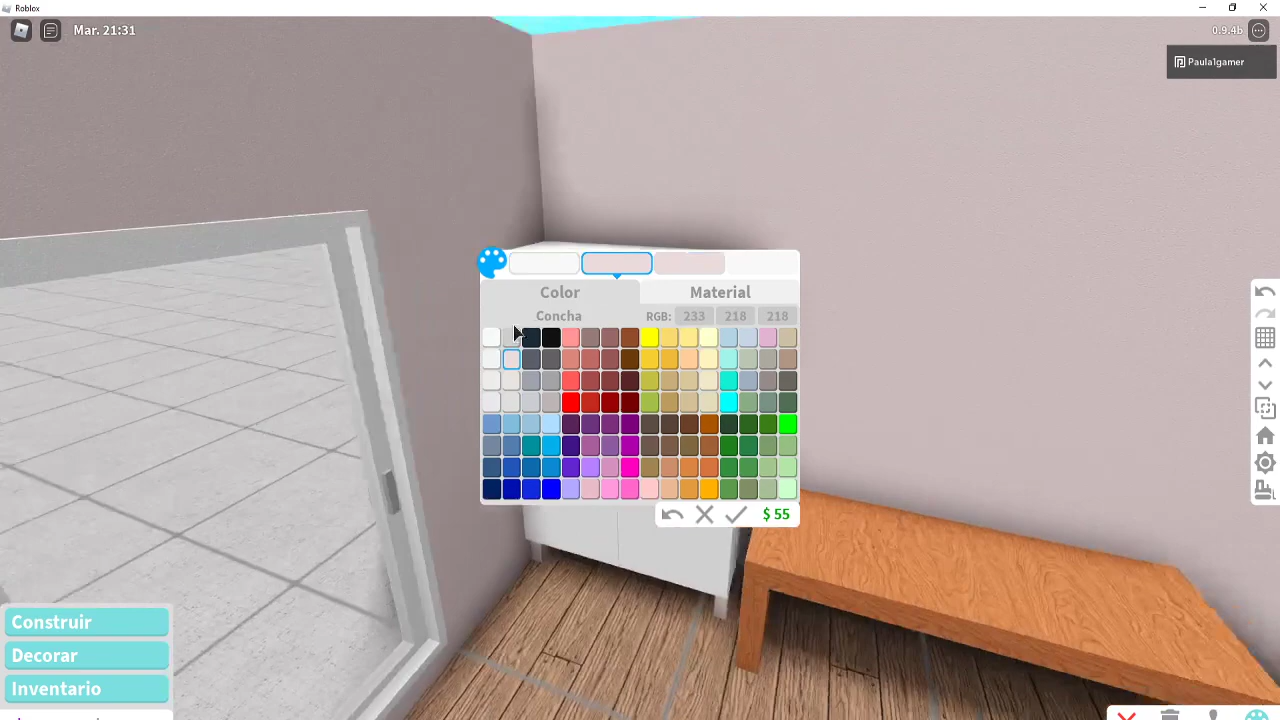 Roblox
Mar. 21:31
0.9.4b
Paula1gamer
Color
Material
Concha
RGB: 233 218 218
$ 55
Construir
Decorar
Inventario